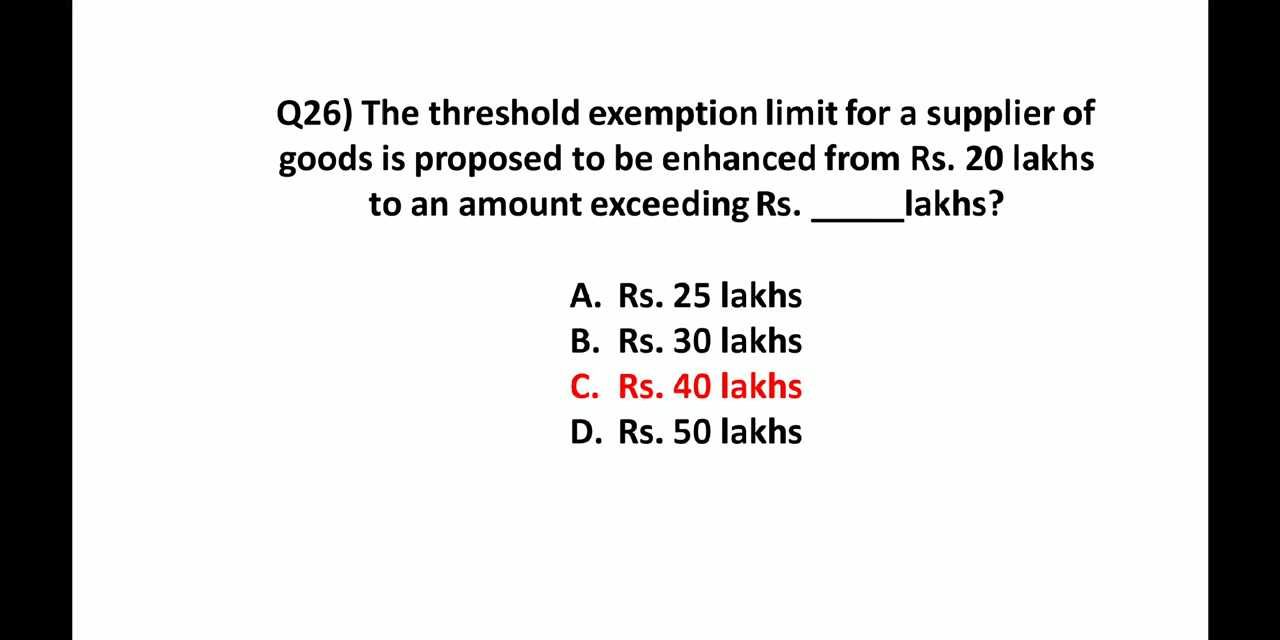 Q26) The threshold exemption limit for a supplier of
goods is proposed to be enhanced from Rs. 20 lakhs
to an amount exceeding Rs. _____lakhs?
A. Rs. 25 lakhs
B. Rs. 30 lakhs
C. Rs. 40 lakhs
D. Rs. 50 lakhs